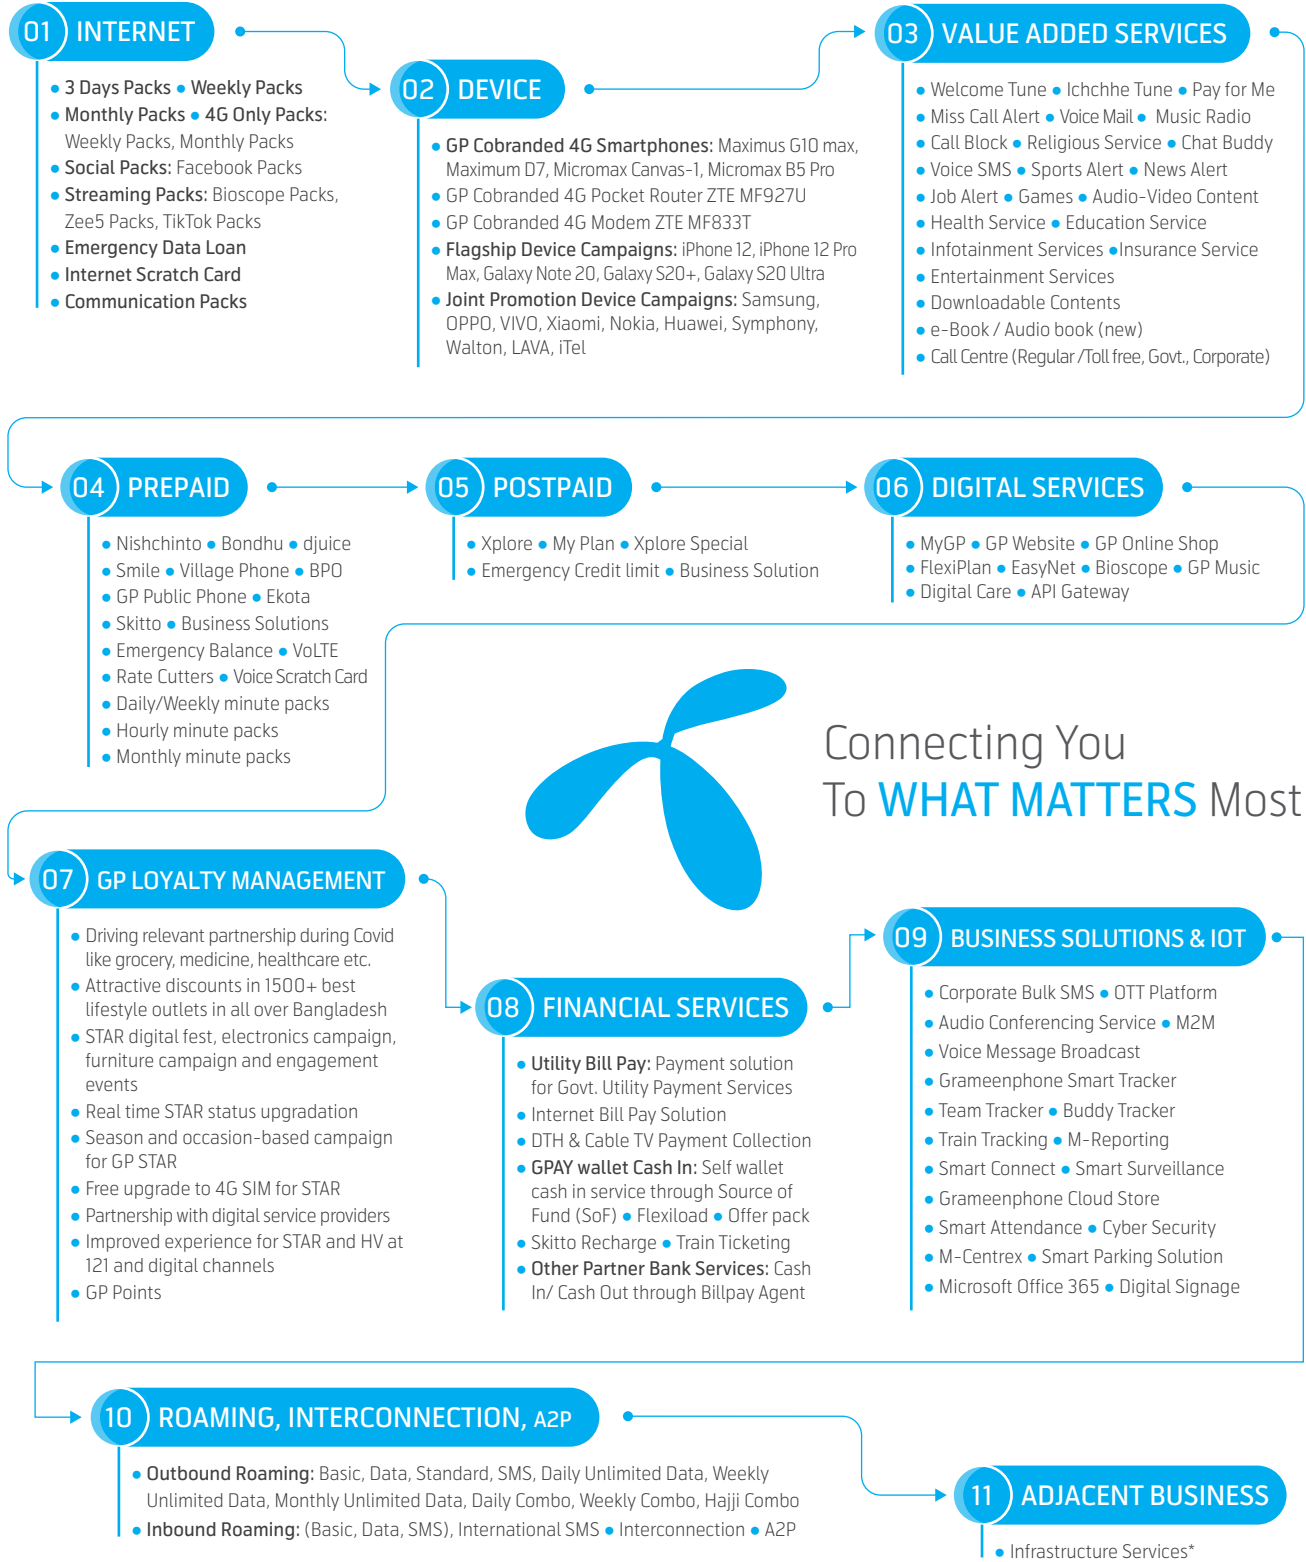 01 INTERNET
● 3 Days Packs ● Weekly Packs
● Monthly Packs ● 4G Only Packs:
Weekly Packs, Monthly Packs
● Social Packs: Facebook Packs
● Streaming Packs: Bioscope Packs,
Zee5 Packs, TikTok Packs
● Emergency Data Loan
● Internet Scratch Card
● Communication Packs
02 DEVICE
● GP Cobranded 4G Smartphones: Maximus G10 max,
Maximum D7, Micromax Canvas-1, Micromax B5 Pro
● GP Cobranded 4G Pocket Router ZTE MF927U
● GP Cobranded 4G Modem ZTE MF833T
● Flagship Device Campaigns: iPhone 12, iPhone 12 Pro
Max, Galaxy Note 20, Galaxy S20+, Galaxy S20 Ultra
● Joint Promotion Device Campaigns: Samsung,
OPPO, VIVO, Xiaomi, Nokia, Huawei, Symphony,
Walton, LAVA, iTel
03 VALUE ADDED SERVICES
● Welcome Tune ● Ichchhe Tune ● Pay for Me
● Miss Call Alert ● Voice Mail ● Music Radio
● Call Block ● Religious Service ● Chat Buddy
● Voice SMS ● Sports Alert ● News Alert
● Job Alert ● Games ● Audio-Video Content
● Health Service ● Education Service
● Infotainment Services ●Insurance Service
● Entertainment Services
● Downloadable Contents
● e-Book / Audio book (new)
● Call Centre (Regular /Toll free, Govt., Corporate)
04 PREPAID
● Nishchinto ● Bondhu ● djuice
● Smile ● Village Phone ● BPO
● GP Public Phone ● Ekota
● Skitto ● Business Solutions
● Emergency Balance ● VoLTE
● Rate Cutters ● Voice Scratch Card
● Daily/Weekly minute packs
● Hourly minute packs
● Monthly minute packs
05 POSTPAID
● Xplore ● My Plan ● Xplore Special
● Emergency Credit limit ● Business Solution
06 DIGITAL SERVICES
● MyGP ● GP Website ● GP Online Shop
● FlexiPlan ● EasyNet ● Bioscope ● GP Music
● Digital Care ● API Gateway
Connecting You
To WHAT MATTERS Most
07 GP LOYALTY MANAGEMENT
● Driving relevant partnership during Covid
like grocery, medicine, healthcare etc.
● Attractive discounts in 1500+ best
lifestyle outlets in all over Bangladesh
● STAR digital fest, electronics campaign,
furniture campaign and engagement
events
● Real time STAR status upgradation
● Season and occasion-based campaign
for GP STAR
● Free upgrade to 4G SIM for STAR
● Partnership with digital service providers
● Improved experience for STAR and HV at
121 and digital channels
● GP Points
08 FINANCIAL SERVICES
● Utility Bill Pay: Payment solution
for Govt. Utility Payment Services
● Internet Bill Pay Solution
● DTH & Cable TV Payment Collection
● GPAY wallet Cash In: Self wallet
cash in service through Source of
Fund (SoF) ● Flexiload ● Offer pack
● Skitto Recharge ● Train Ticketing
● Other Partner Bank Services: Cash
In/ Cash Out through Billpay Agent
09 BUSINESS SOLUTIONS & IOT
● Corporate Bulk SMS ● OTT Platform
● Audio Conferencing Service ● M2M
● Voice Message Broadcast
● Grameenphone Smart Tracker
● Team Tracker ● Buddy Tracker
● Train Tracking ● M-Reporting
● Smart Connect ● Smart Surveillance
● Grameenphone Cloud Store
● Smart Attendance ● Cyber Security
● M-Centrex ● Smart Parking Solution
● Microsoft Office 365 ● Digital Signage
10 ROAMING, INTERCONNECTION, A2P
● Outbound Roaming: Basic, Data, Standard, SMS, Daily Unlimited Data, Weekly
Unlimited Data, Monthly Unlimited Data, Daily Combo, Weekly Combo, Hajji Combo
● Inbound Roaming: (Basic, Data, SMS), International SMS ● Interconnection ● A2P
11 ADJACENT BUSINESS
● Infrastructure Services*